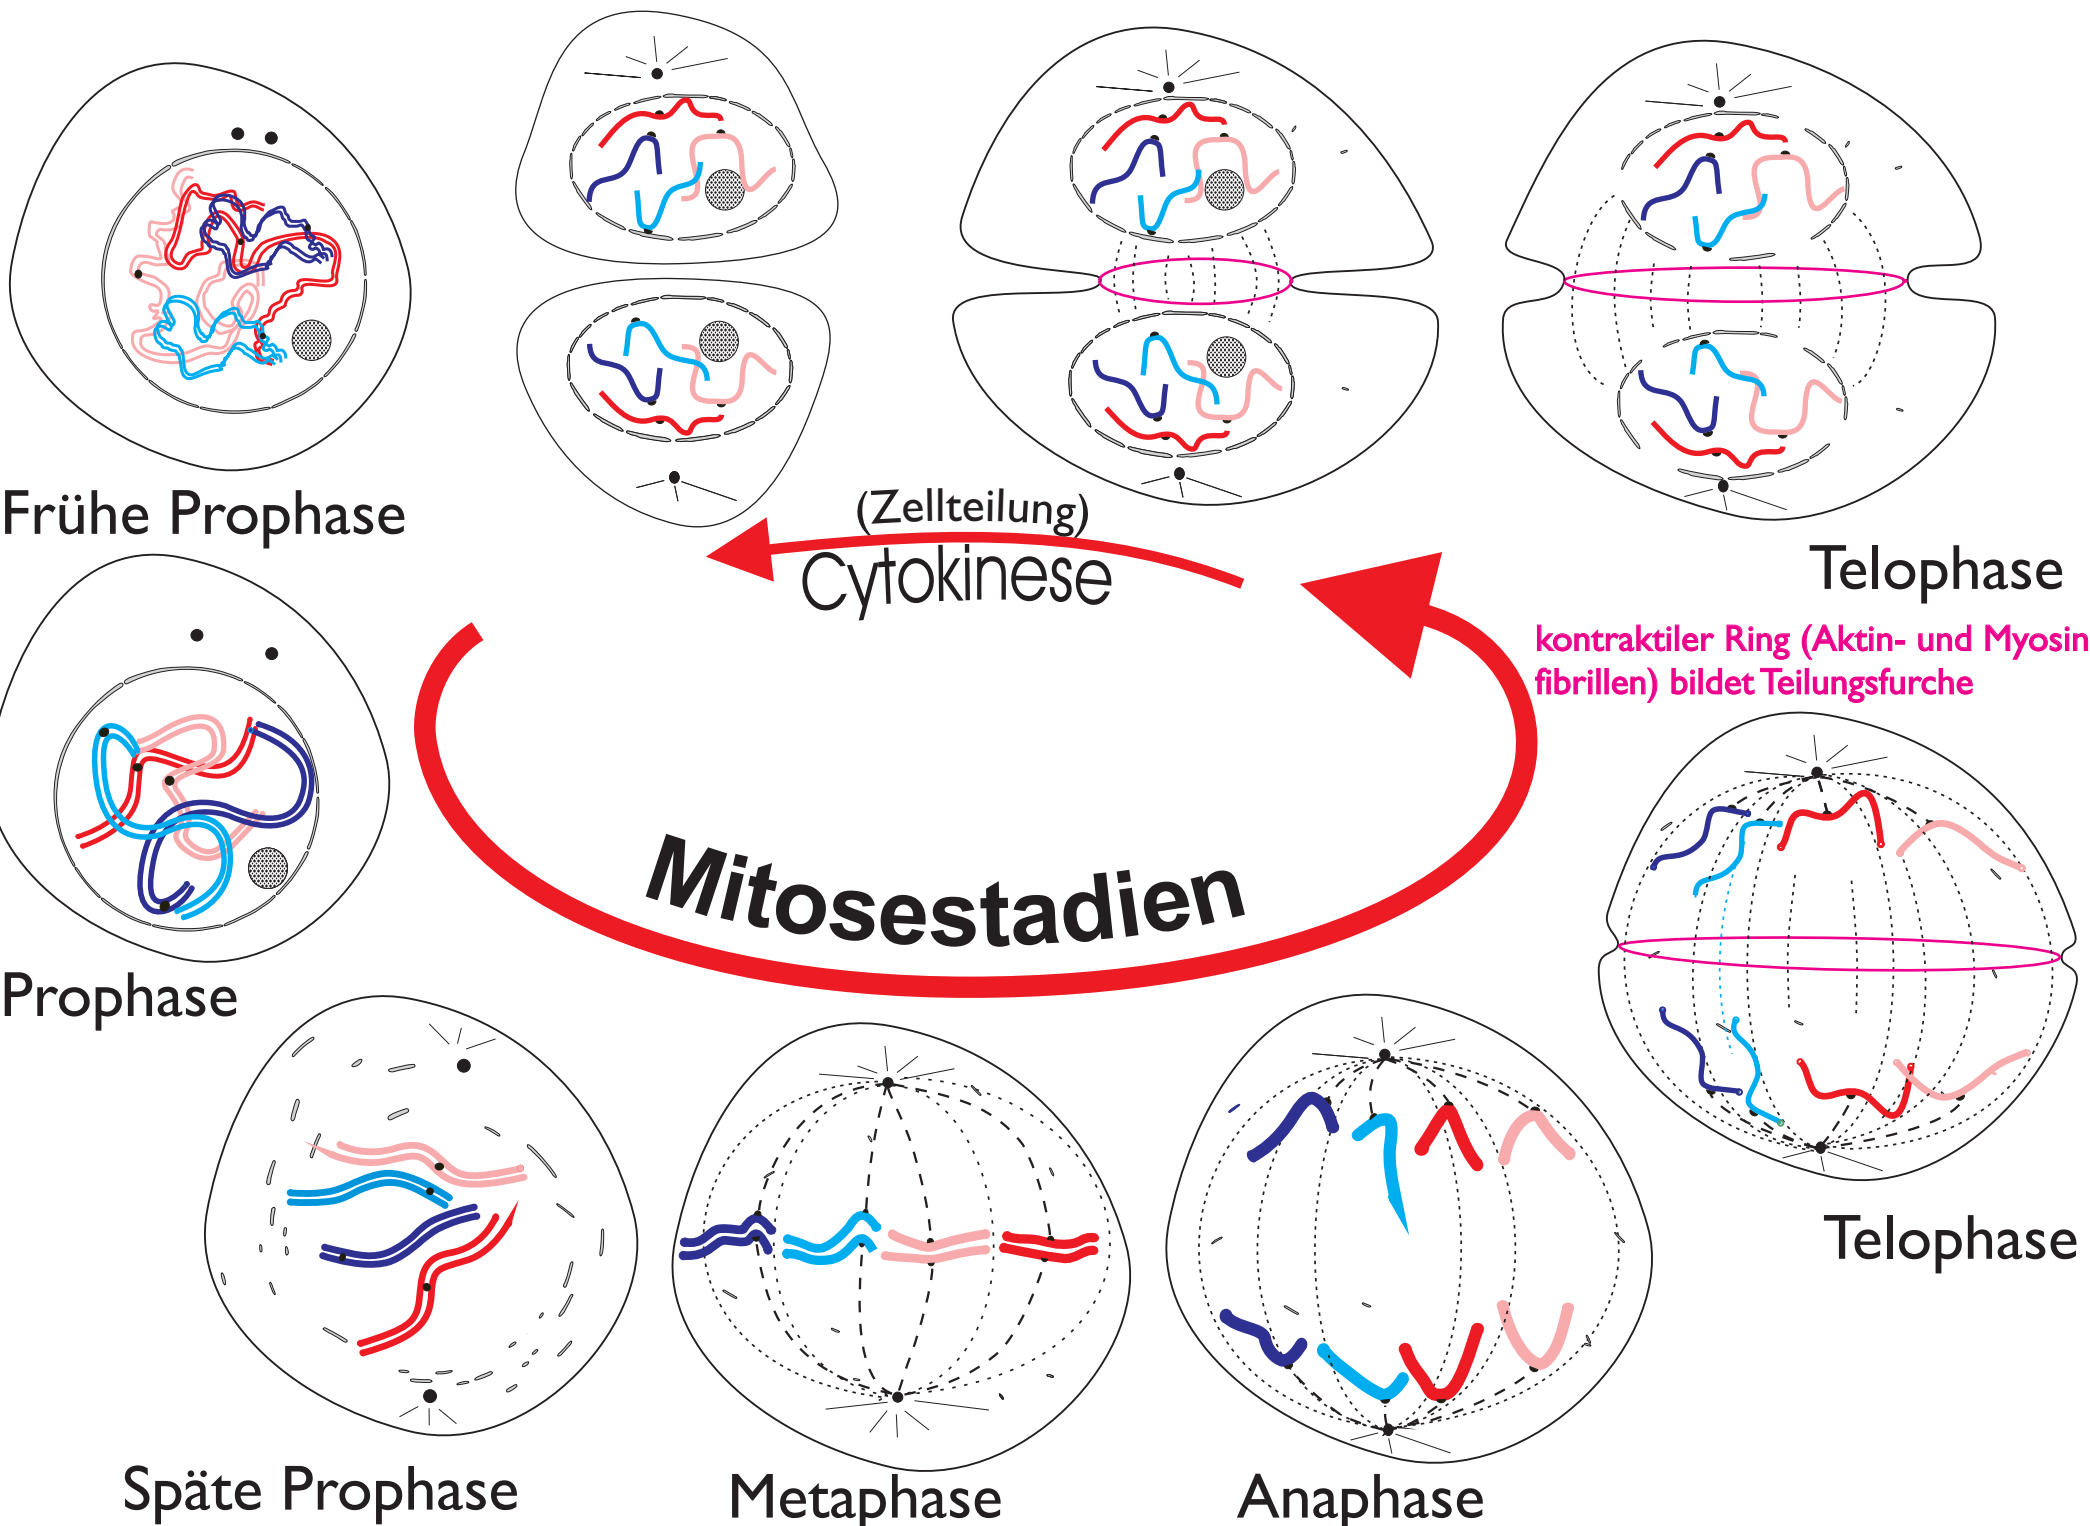 Frühe Prophase
(Zellteilung)
Cytokinese
Telophase
kontraktiler Ring (Aktin- und Myosin
fibrillen) bildet Teilungsfurche
Mitosestadien
Prophase
Telophase
Späte Prophase
Metaphase
Anaphase